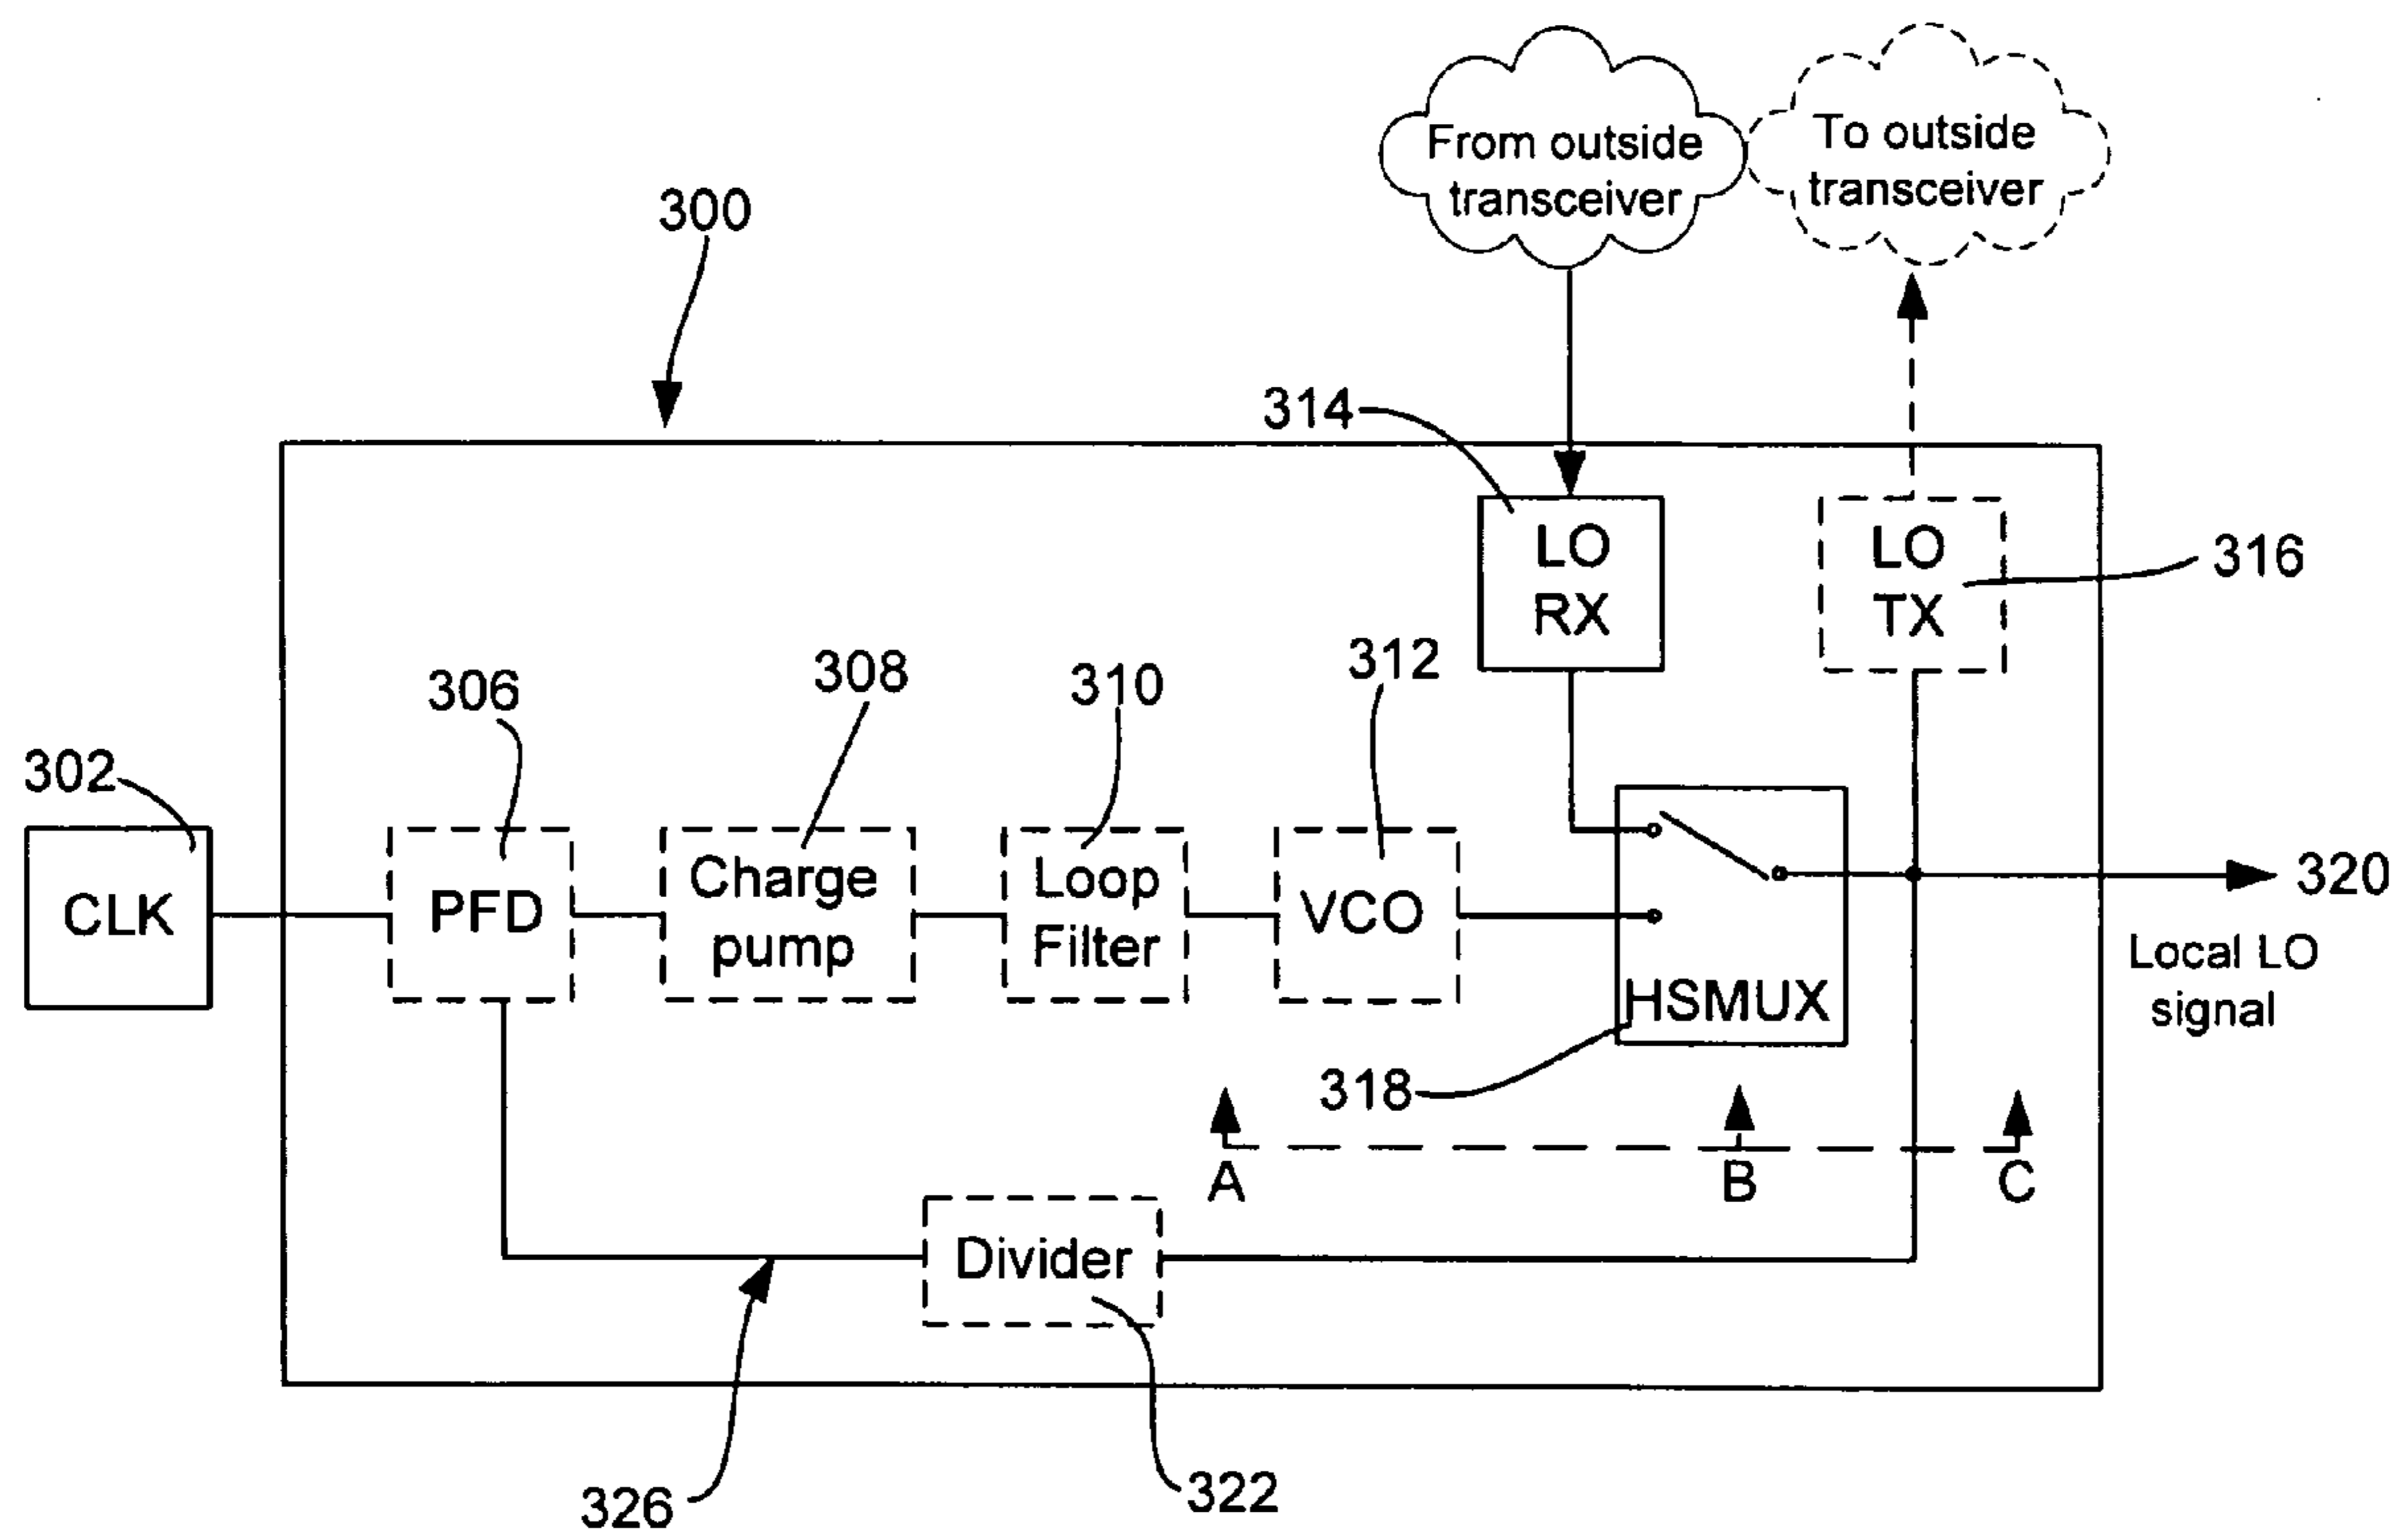 From outside
transceiver
To outside
transceiver
300
314
LO
RX
LO
TX
316
312
308
310
306
302
CLK
PFD
Charge
pump
Loop
Filter
VCO
HSMUX
320
Local LO
signal
318
A
B
C
Divider
326
322